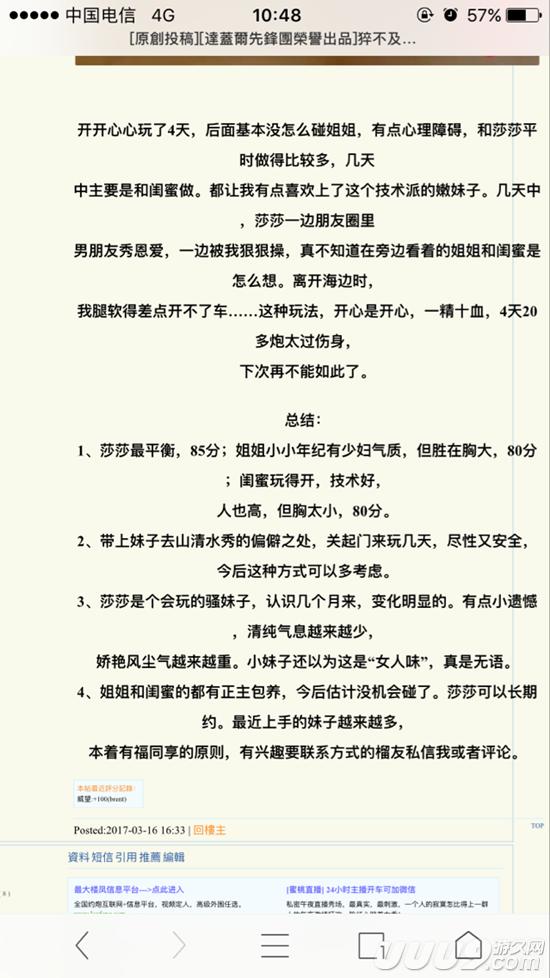 中国电信 4G 10:48 57%
[原創投稿][達蓋爾先鋒團榮譽出品]猝不及...
开开心心玩了4天，后面基本没怎么碰姐姐，有点心理障碍，和莎莎平
时做得比较多，几天
中主要是和闺蜜做。都让我有点喜欢上了这个技术派的嫩妹子。几天中
，莎莎一边朋友圈里
男朋友秀恩爱，一边被我狠狠操，真不知道在旁边看着的姐姐和闺蜜是
怎么想。离开海边时，
我腿软得差点开不了车......这种玩法，开心是开心，一精十血，4天20
多炮太过伤身，
下次再不能如此了。
总结：
1、莎莎最平衡，85分；姐姐小小年纪有少妇气质，但胜在胸大，80分
；闺蜜玩得开，技术好，
人也高，但胸太小，80分。
2、带上妹子去山清水秀的偏僻之处，关起门来玩几天，尽性又安全，
今后这种方式可以多考虑。
3、莎莎是个会玩的骚妹子，认识几个月来，变化明显的。有点小遗憾
，清纯气息越来越少，
娇艳风尘气越来越重。小妹子还以为这是“女人味”，真是无语。
4、姐姐和闺蜜的都有正主包养，今后估计没机会碰了。莎莎可以长期
约。最近上手的妹子越来越多，
本着有福同享的原则，有兴趣要联系方式的榴友私信我或者评论。
本帖最近評分記錄：
威望:+100(brent)
Posted:2017-03-16 16:33 | 回樓主
TOP
資料 短信 引用 推薦 編輯
(8)
最大楼凤信息平台--->点此进入
全国约炮互联网+信息平台，视频定人，高级外围任选。
[蜜桃直播] 24小时主播开车可加微信
私密午夜直播秀场，最真实，最刺激，一个人的寂寞怎比得上一群
游久网